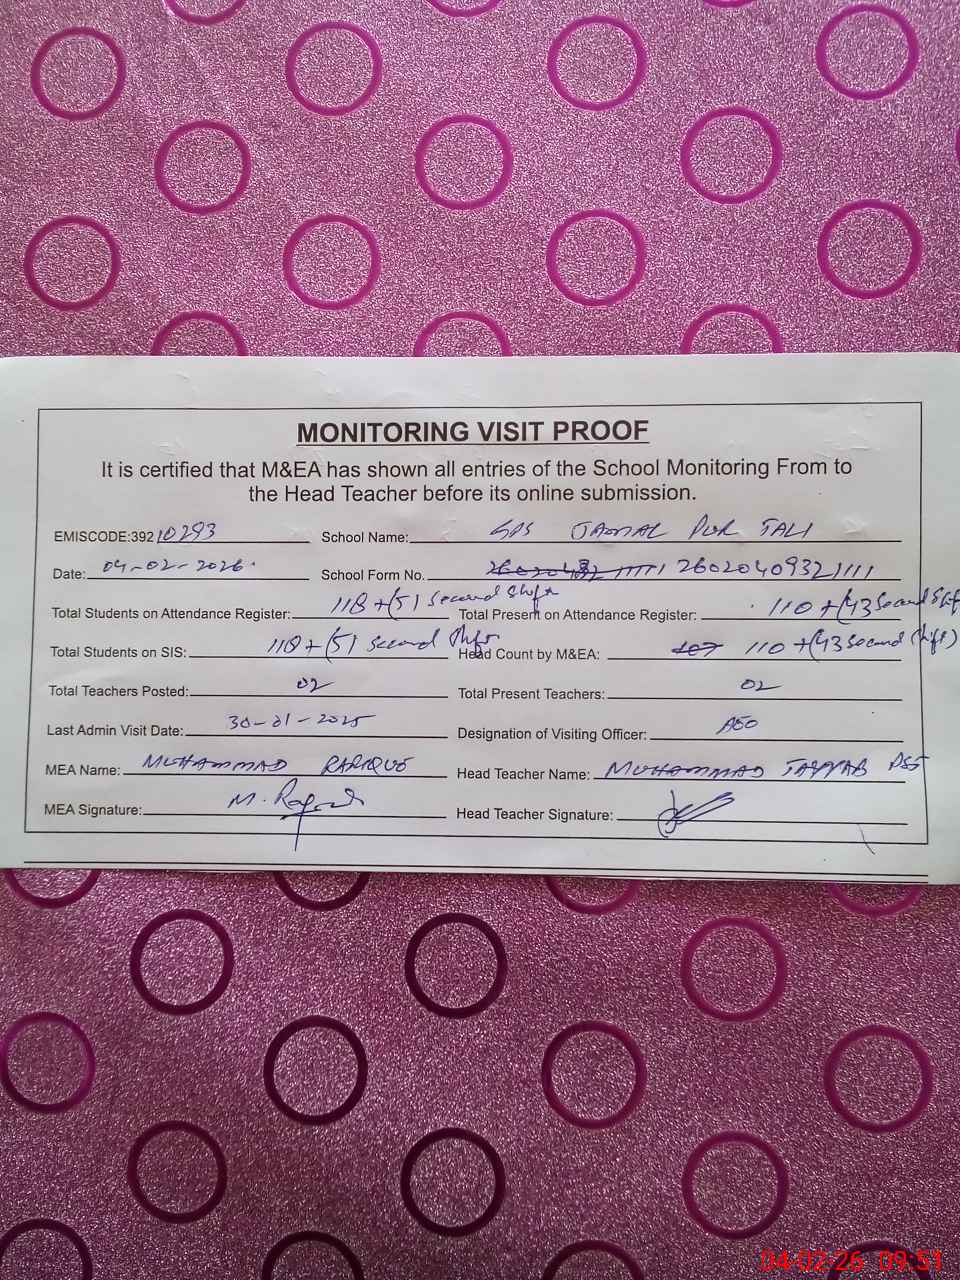 MONITORING VISIT PROOF
It is certified that M&EA has shown all entries of the School Monitoring From to
the Head Teacher before its online submission.
EMISCODE:39210293 School Name: GPS JAMAL PUR TALI
Date: 04-02-2026. School Form No. 26020409321111
Total Students on Attendance Register: 118+(51 second Shift Total Present on Attendance Register: 110+(43 Second Shift
Total Students on SIS: 118+(51 second Shift Head Count by M&EA: 107 110+(43 second Shift)
Total Teachers Posted: 02 Total Present Teachers: 02
Last Admin Visit Date: 30-01-2025 Designation of Visiting Officer: AEO
MEA Name: MUHAMMAD Head Teacher Name: MUHAMMAD TAYYAB PST
MEA Signature: M. Head Teacher Signature:
04-02-26 09:51